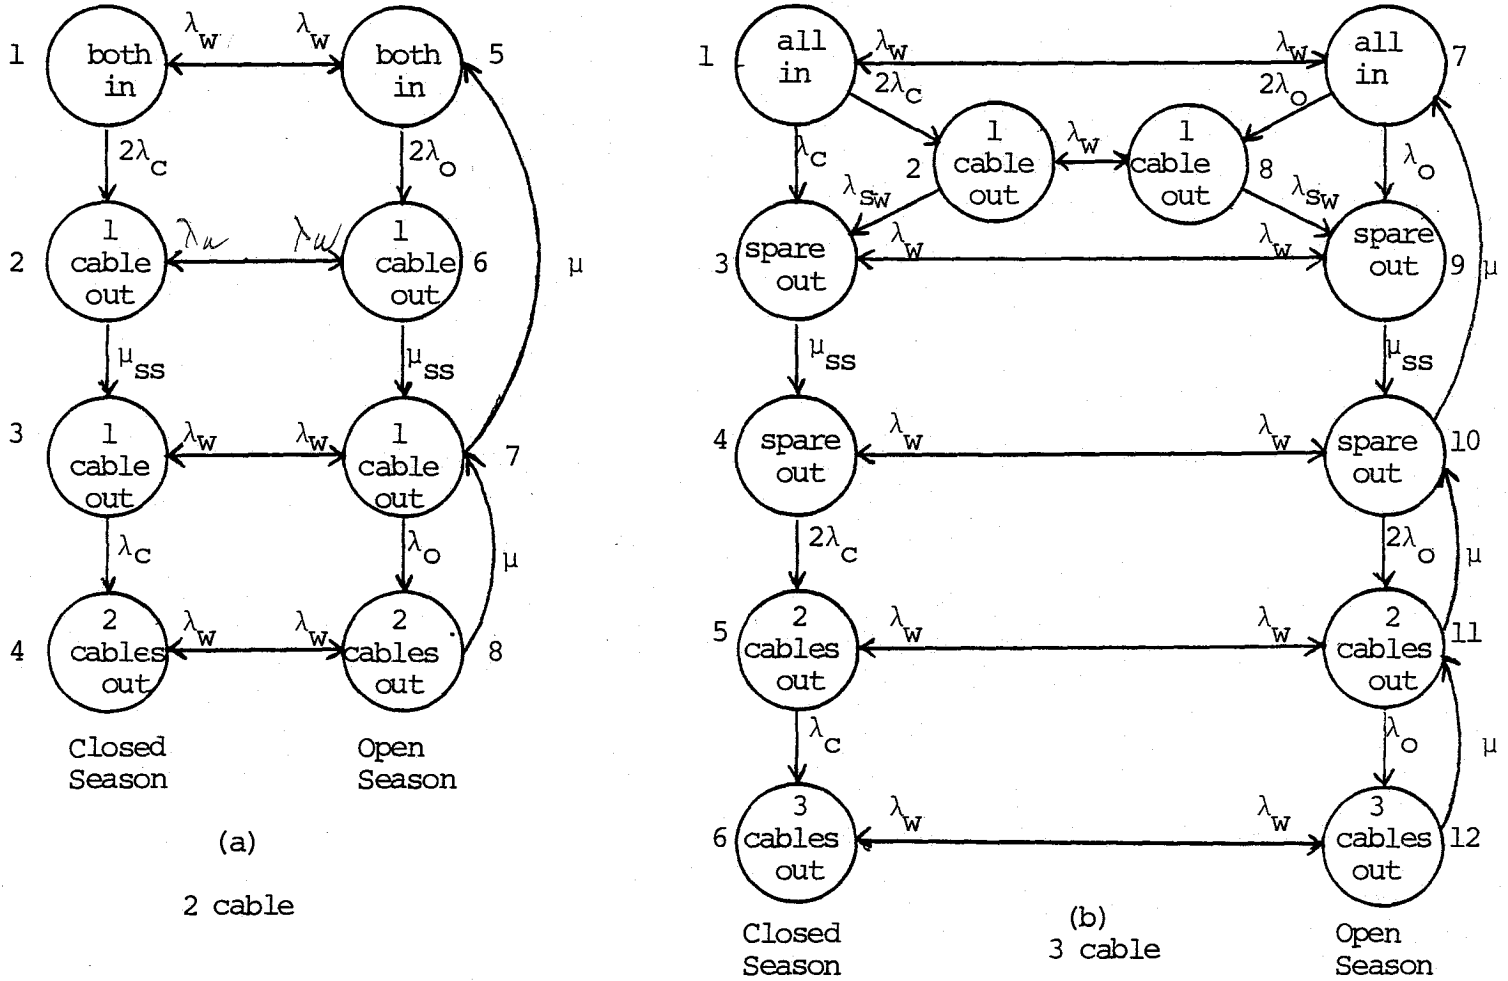 1
both
in
λw
λw
both
in
5
2λc
2λo
2
1
cable
out
λw
λw
1
cable
out
6
μss
μss
μ
3
1
cable
out
λw
λw
1
cable
out
7
λc
λo
μ
4
2
cables
out
λw
λw
2
cables
out
8
Closed
Season
Open
Season
(a)
2 cable
1
all
in
λw
λw
all
in
7
2λc
2λo
λc
2
1
cable
out
λw
1
cable
out
8
λo
λsw
λsw
3
spare
out
λw
λw
spare
out
9
μ
μss
μss
4
spare
out
λw
λw
spare
out
10
2λc
2λo
μ
5
2
cables
out
λw
λw
2
cables
out
11
λc
λo
μ
6
3
cables
out
λw
λw
3
cables
out
12
Closed
Season
(b)
3 cable
Open
Season